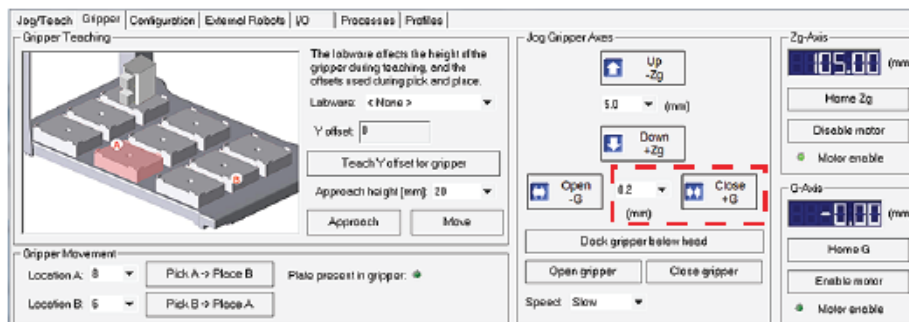 Jog/Teach Gripper Configuration External Robots I/O Processes Profiles
Gripper Teaching
The labware affects the height of the
gripper during teaching, and the
offsets used during pick and place.
Labware: < None >
Y offset: 0
Teach Y offset for gripper
Approach height [mm]: 20
Approach Move
A
B
Gripper Movement
Location A: 8 Pick A -> Place B Plate present in gripper:
Location B: 6 Pick B -> Place A
Jog Gripper Axes
Up
-Zg
5.0 (mm)
Down
+Zg
Open
-G
0.2
(mm)
Close
+G
Dock gripper below head
Open gripper Close gripper
Speed: Slow
Zg-Axis
105.00 (mm
Home Zg
Disable motor
Motor enable
G-Axis
-0.00 (mm
Home G
Enable motor
Motor enable